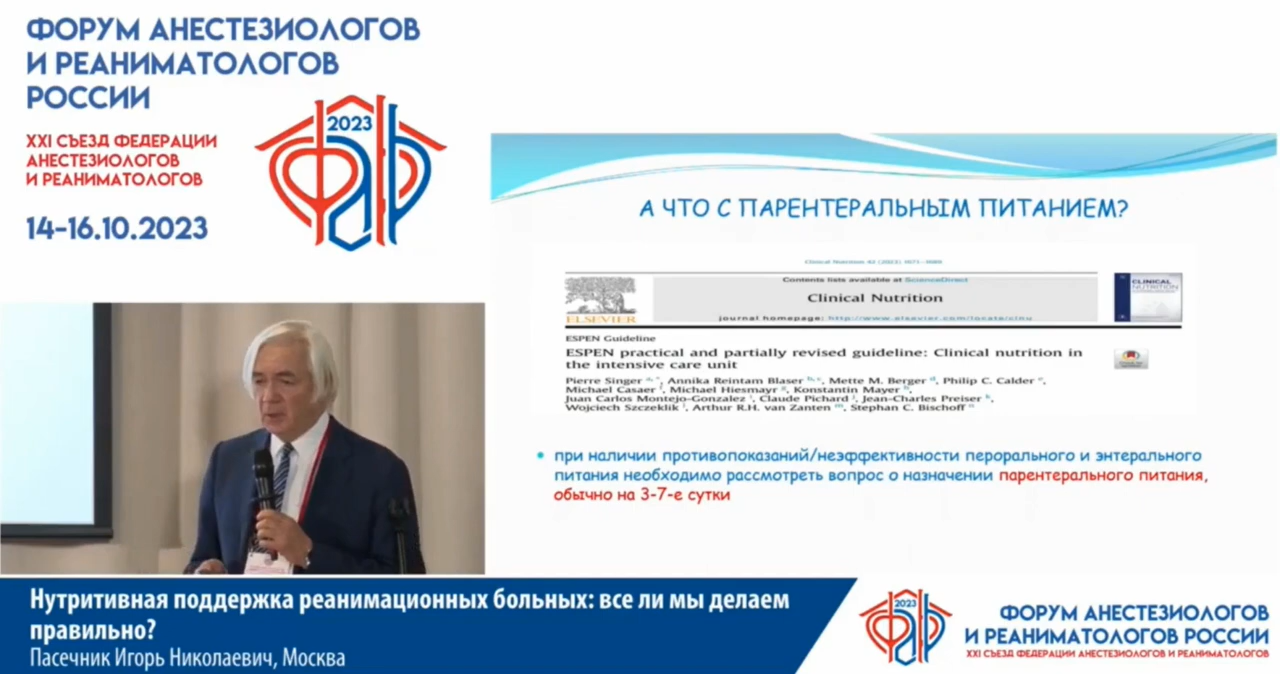 ФОРУМ АНЕСТЕЗИОЛОГОВ
И РЕАНИМАТОЛОГОВ
РОССИИ
XXI СЪЕЗД ФЕДЕРАЦИИ
АНЕСТЕЗИОЛОГОВ
И РЕАНИМАТОЛОГОВ
14-16.10.2023
2023
ФАР
А ЧТО С ПАРЕНТЕРАЛЬНЫМ ПИТАНИЕМ?
Clinical Nutrition 42 (2023)
Contents lists available at ScienceDirect
Clinical Nutrition
journal homepage: http://www.elsevier.com/locate/clnu
ELSEVIER
CLINICAL
NUTRITION
ESPEN Guideline
ESPEN practical and partially revised guideline: Clinical nutrition in
the intensive care unit
Pierre Singer, Annika Reintam Blaser, Mette M. Berger, Philip C. Calder,
Michael Casaer, Michael Hiesmayr, Konstantin Mayer,
Juan Carlos Montejo-Gonzalez, Claude Pichard, Jean-Charles Preiser,
Wojciech Szczeklik, Arthur R.H. van Zanten, Stephan C. Bischoff
• при наличии противопоказаний/неэффективности перорального и энтерального
питания необходимо рассмотреть вопрос о назначении парентерального питания,
обычно на 3-7-е сутки
Нутритивная поддержка реанимационных больных: все ли мы делаем
правильно?
Пасечник Игорь Николаевич, Москва
2023
ФАР
ФОРУМ АНЕСТЕЗИОЛОГОВ
И РЕАНИМАТОЛОГОВ РОССИИ
XXI СЪЕЗД ФЕДЕРАЦИИ АНЕСТЕЗИОЛОГОВ И РЕАНИМАТОЛОГОВ